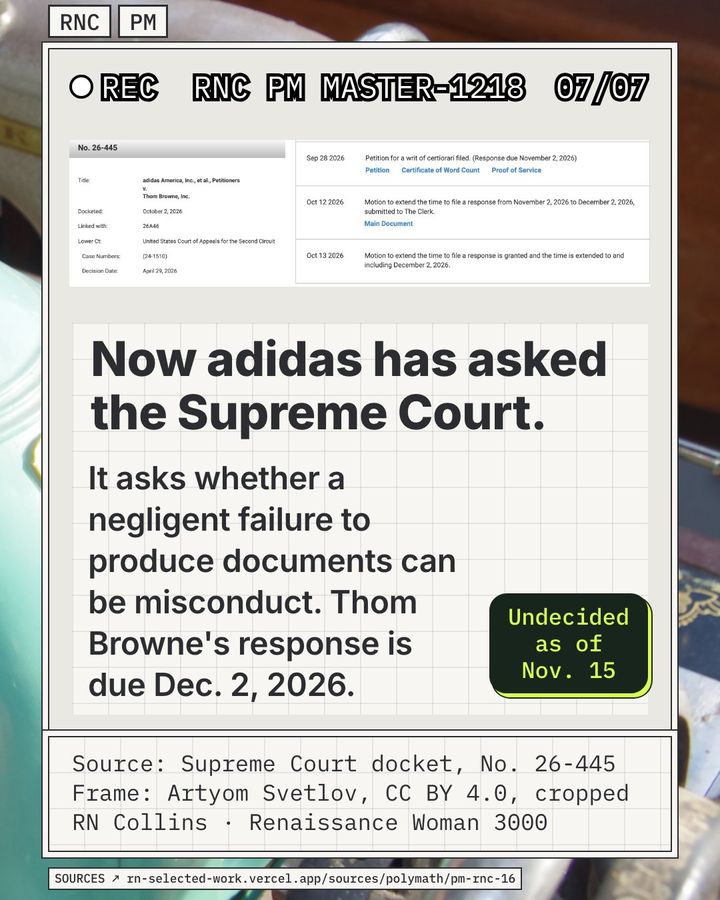 RNC PM
REC RNC PM MASTER-1218 07/07
No. 26-445
Title: adidas America, Inc., et al., Petitioners
v.
Thom Browne, Inc.
Docketed: October 2, 2026
Linked with: 26A46
Lower Ct: United States Court of Appeals for the Second Circuit
Case Numbers: (24-1510)
Decision Date: April 29, 2026
Sep 28 2026 Petition for a writ of certiorari filed. (Response due November 2, 2026)
Petition Certificate of Word Count Proof of Service
Oct 12 2026 Motion to extend the time to file a response from November 2, 2026 to December 2, 2026,
submitted to The Clerk.
Main Document
Oct 13 2026 Motion to extend the time to file a response is granted and the time is extended to and
including December 2, 2026.
Now adidas has asked
the Supreme Court.
It asks whether a
negligent failure to
produce documents can
be misconduct. Thom
Browne's response is
due Dec. 2, 2026.
Undecided
as of
Nov. 15
Source: Supreme Court docket, No. 26-445
Frame: Artyom Svetlov, CC BY 4.0, cropped
RN Collins · Renaissance Woman 3000
SOURCES ↗ rn-selected-work.vercel.app/sources/polymath/pm-rnc-16